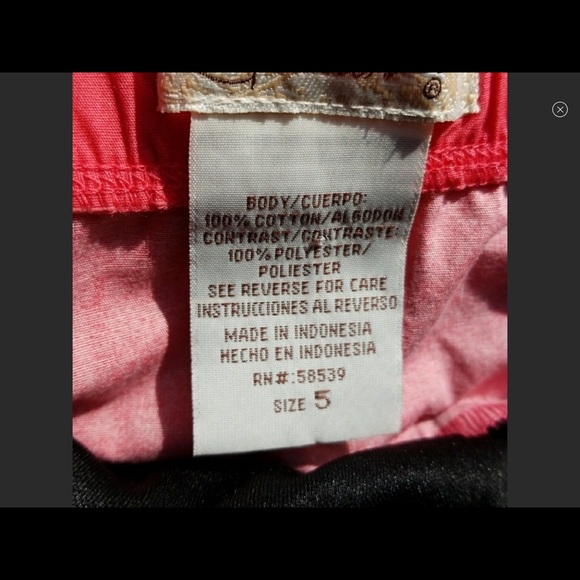 ®
BODY/CUERPO:
100% COTTON/ALGODON
CONTRAST/CONTRASTE:
100% POLYESTER/
POLIESTER
SEE REVERSE FOR CARE
INSTRUCCIONES AL REVERSO
MADE IN INDONESIA
HECHO EN INDONESIA
RN#:58539
SIZE 5